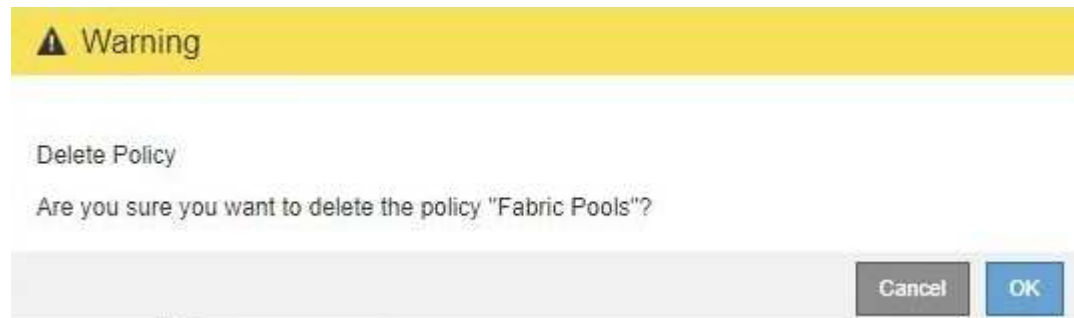 Warning
Delete Policy
Are you sure you want to delete the policy "Fabric Pools"?
Cancel OK